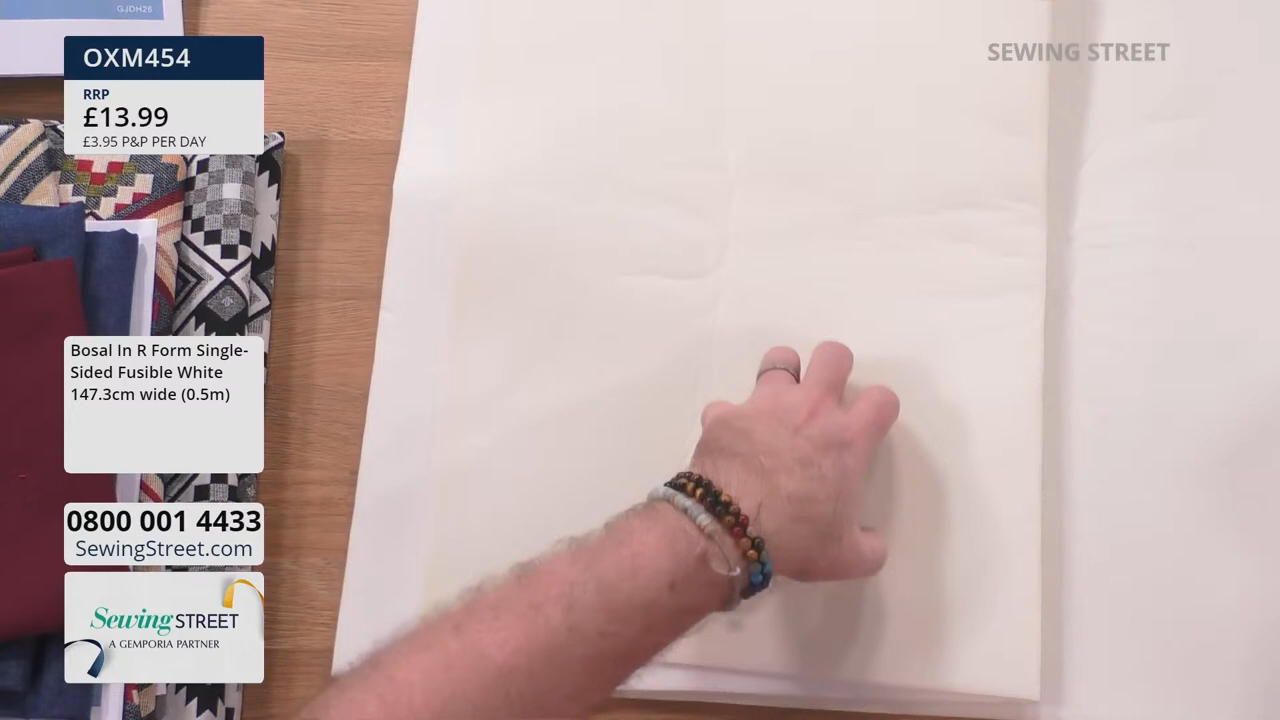 GJDH26
OXM454
RRP
£13.99
£3.95 P&P PER DAY
SEWING STREET
Bosal In R Form Single-
Sided Fusible White
147.3cm wide (0.5m)
0800 001 4433
SewingStreet.com
Sewing STREET
A GEMPORIA PARTNER